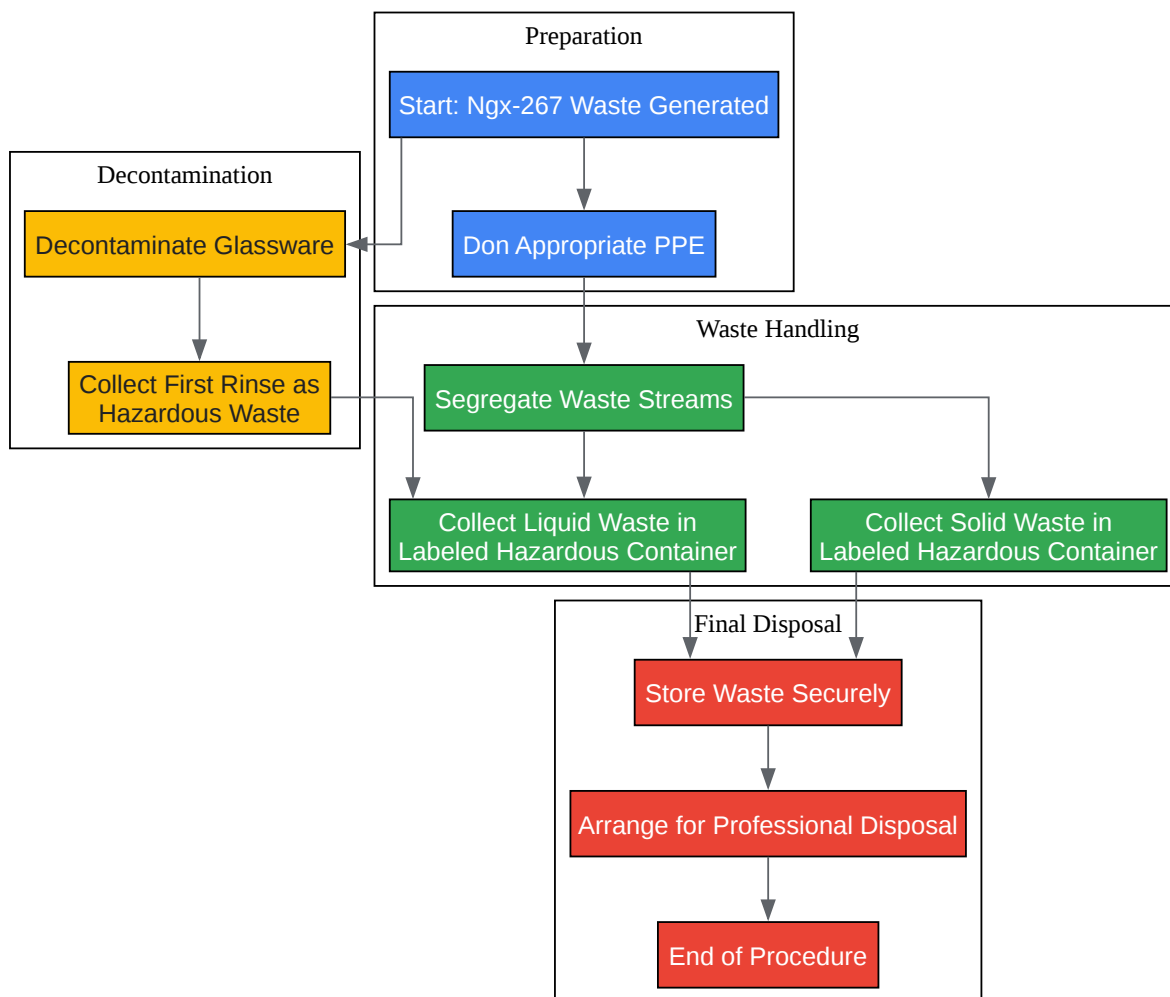 Preparation
Start: Ngx-267 Waste Generated
Don Appropriate PPE
Decontamination
Decontaminate Glassware
Collect First Rinse as
Hazardous Waste
Waste Handling
Segregate Waste Streams
Collect Liquid Waste in
Labeled Hazardous Container
Collect Solid Waste in
Labeled Hazardous Container
Final Disposal
Store Waste Securely
Arrange for Professional Disposal
End of Procedure